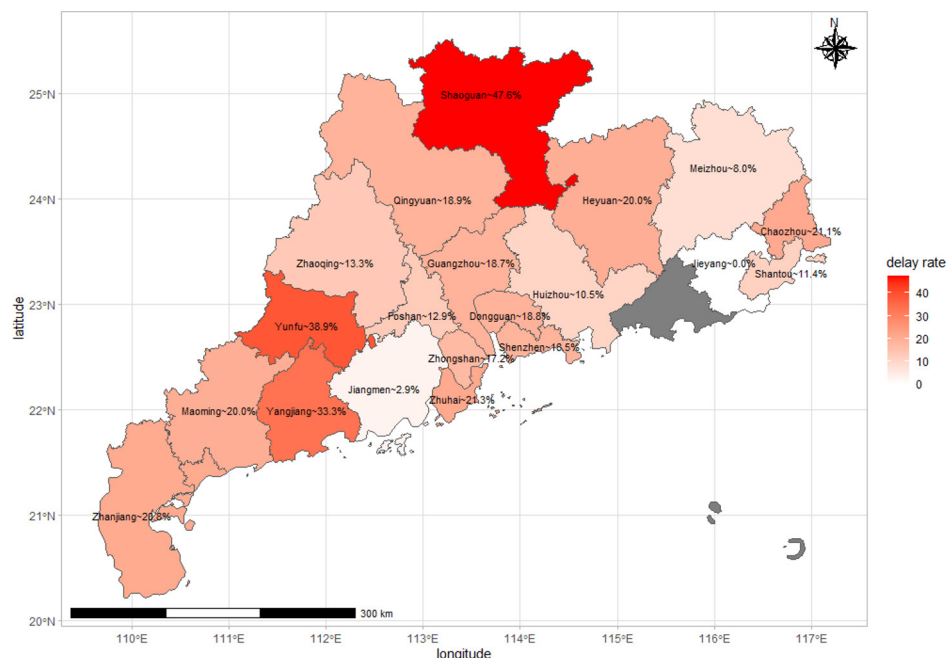 N
25°N
24°N
23°N
22°N
21°N
20°N
latitude
Shaoguan~47.6%
Meizhou~8.0%
Qingyuan~18.9%
Heyuan~20.0%
Chaozhou~21.1%
Zhaoqing~13.3%
Guangzhou~18.7%
Jieyang~0.0%
Shantou~11.4%
Huizhou~10.5%
Foshan~12.9%
Dongguan~18.8%
Yunfu~38.9%
Shenzhen~18.5%
Zhongshan~17.2%
Jiangmen~2.9%
Zhuhai~21.3%
Maoming~20.0%
Yangjiang~33.3%
Zhanjiang~20.8%
300 km
110°E
111°E
112°E
113°E
114°E
115°E
116°E
117°E
longitude
delay rate
40
30
20
10
0